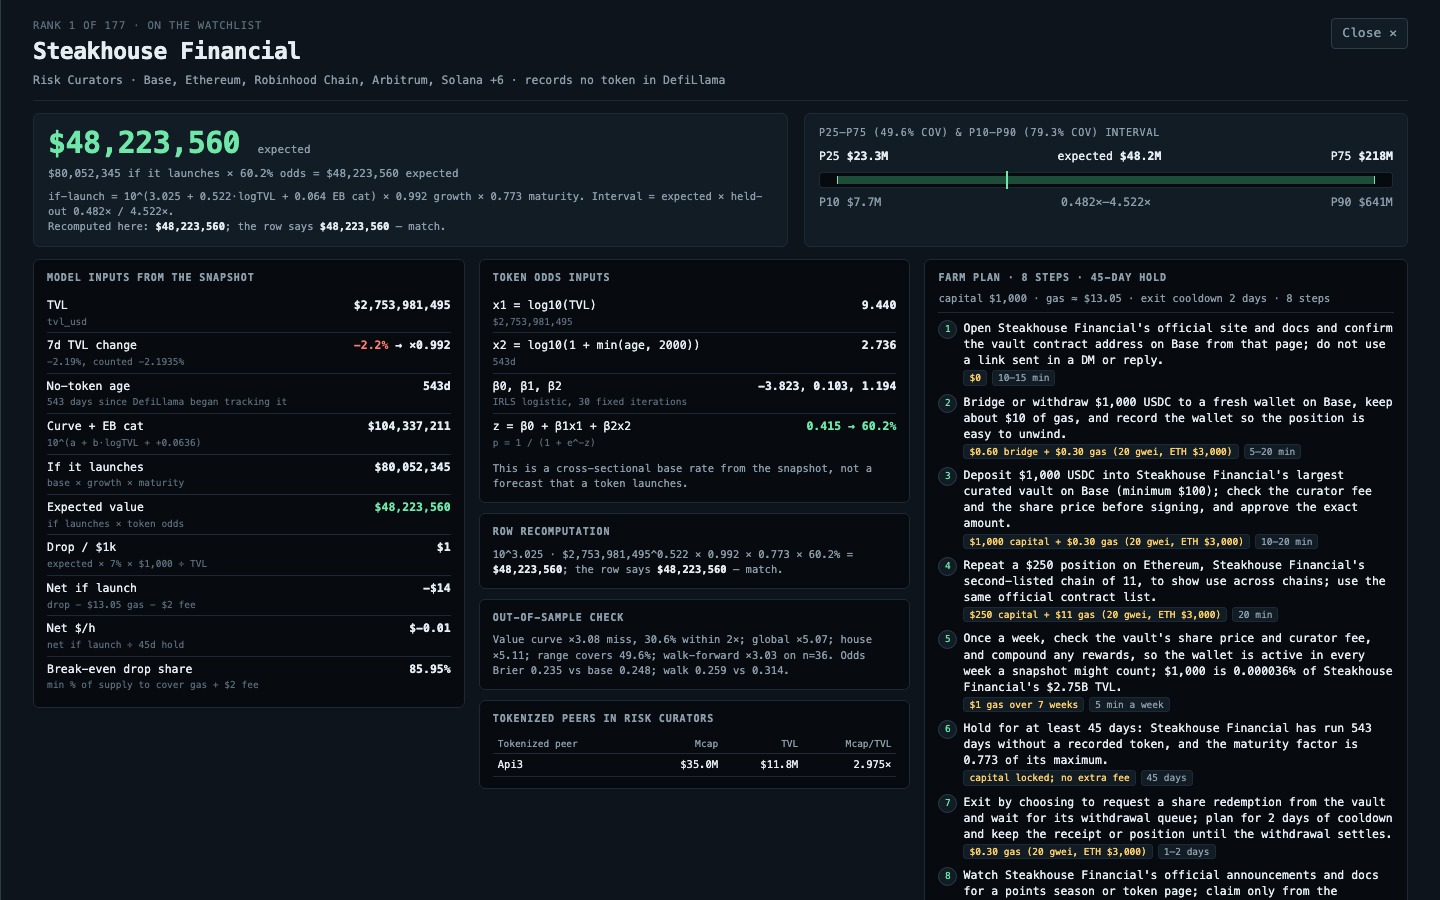 RANK 1 OF 177 · ON THE WATCHLIST
Steakhouse Financial
Risk Curators · Base, Ethereum, Robinhood Chain, Arbitrum, Solana +6 · records no token in DefiLlama
Close ×
$48,223,560 expected
$80,052,345 if it launches × 60.2% odds = $48,223,560 expected
if-launch = 10^(3.025 + 0.522·logTVL + 0.064 EB cat) × 0.992 growth × 0.773 maturity. Interval = expected × held-
out 0.482× / 4.522×.
Recomputed here: $48,223,560; the row says $48,223,560 — match.
P25–P75 (49.6% COV) & P10–P90 (79.3% COV) INTERVAL
P25 $23.3M expected $48.2M P75 $218M
P10 $7.7M 0.482×–4.522× P90 $641M
MODEL INPUTS FROM THE SNAPSHOT
TVL $2,753,981,495
tvl_usd
7d TVL change −2.2% → ×0.992
−2.19%, counted −2.1935%
No-token age 543d
543 days since DefiLlama began tracking it
Curve + EB cat $104,337,211
10^(a + b·logTVL + +0.0636)
If it launches $80,052,345
base × growth × maturity
Expected value $48,223,560
if launches × token odds
Drop / $1k $1
expected × 7% × $1,000 ÷ TVL
Net if launch −$14
drop − $13.05 gas − $2 fee
Net $/h $−0.01
net if launch ÷ 45d hold
Break-even drop share 85.95%
min % of supply to cover gas + $2 fee
TOKEN ODDS INPUTS
x1 = log10(TVL) 9.440
$2,753,981,495
x2 = log10(1 + min(age, 2000)) 2.736
543d
β0, β1, β2 −3.823, 0.103, 1.194
IRLS logistic, 30 fixed iterations
z = β0 + β1x1 + β2x2 0.415 → 60.2%
p = 1 / (1 + e^−z)
This is a cross-sectional base rate from the snapshot, not a
forecast that a token launches.
ROW RECOMPUTATION
10^3.025 · $2,753,981,495^0.522 × 0.992 × 0.773 × 60.2% =
$48,223,560; the row says $48,223,560 — match.
OUT-OF-SAMPLE CHECK
Value curve ×3.08 miss, 30.6% within 2×; global ×5.07; house
×5.11; range covers 49.6%; walk-forward ×3.03 on n=36. Odds
Brier 0.235 vs base 0.248; walk 0.259 vs 0.314.
TOKENIZED PEERS IN RISK CURATORS
Tokenized peer Mcap TVL Mcap/TVL
Api3 $35.0M $11.8M 2.975×
FARM PLAN · 8 STEPS · 45-DAY HOLD
capital $1,000 · gas ≈ $13.05 · exit cooldown 2 days · 8 steps
1 Open Steakhouse Financial's official site and docs and confirm
the vault contract address on Base from that page; do not use
a link sent in a DM or reply.
$0 10–15 min
2 Bridge or withdraw $1,000 USDC to a fresh wallet on Base, keep
about $10 of gas, and record the wallet so the position is
easy to unwind.
$0.60 bridge + $0.30 gas (20 gwei, ETH $3,000) 5–20 min
3 Deposit $1,000 USDC into Steakhouse Financial's largest
curated vault on Base (minimum $100); check the curator fee
and the share price before signing, and approve the exact
amount.
$1,000 capital + $0.30 gas (20 gwei, ETH $3,000) 10–20 min
4 Repeat a $250 position on Ethereum, Steakhouse Financial's
second-listed chain of 11, to show use across chains; use the
same official contract list.
$250 capital + $11 gas (20 gwei, ETH $3,000) 20 min
5 Once a week, check the vault's share price and curator fee,
and compound any rewards, so the wallet is active in every
week a snapshot might count; $1,000 is 0.000036% of Steakhouse
Financial's $2.75B TVL.
$1 gas over 7 weeks 5 min a week
6 Hold for at least 45 days: Steakhouse Financial has run 543
days without a recorded token, and the maturity factor is
0.773 of its maximum.
capital locked; no extra fee 45 days
7 Exit by choosing to request a share redemption from the vault
and wait for its withdrawal queue; plan for 2 days of cooldown
and keep the receipt or position until the withdrawal settles.
$0.30 gas (20 gwei, ETH $3,000) 1–2 days
8 Watch Steakhouse Financial's official announcements and docs
for a points season or token page; claim only from the